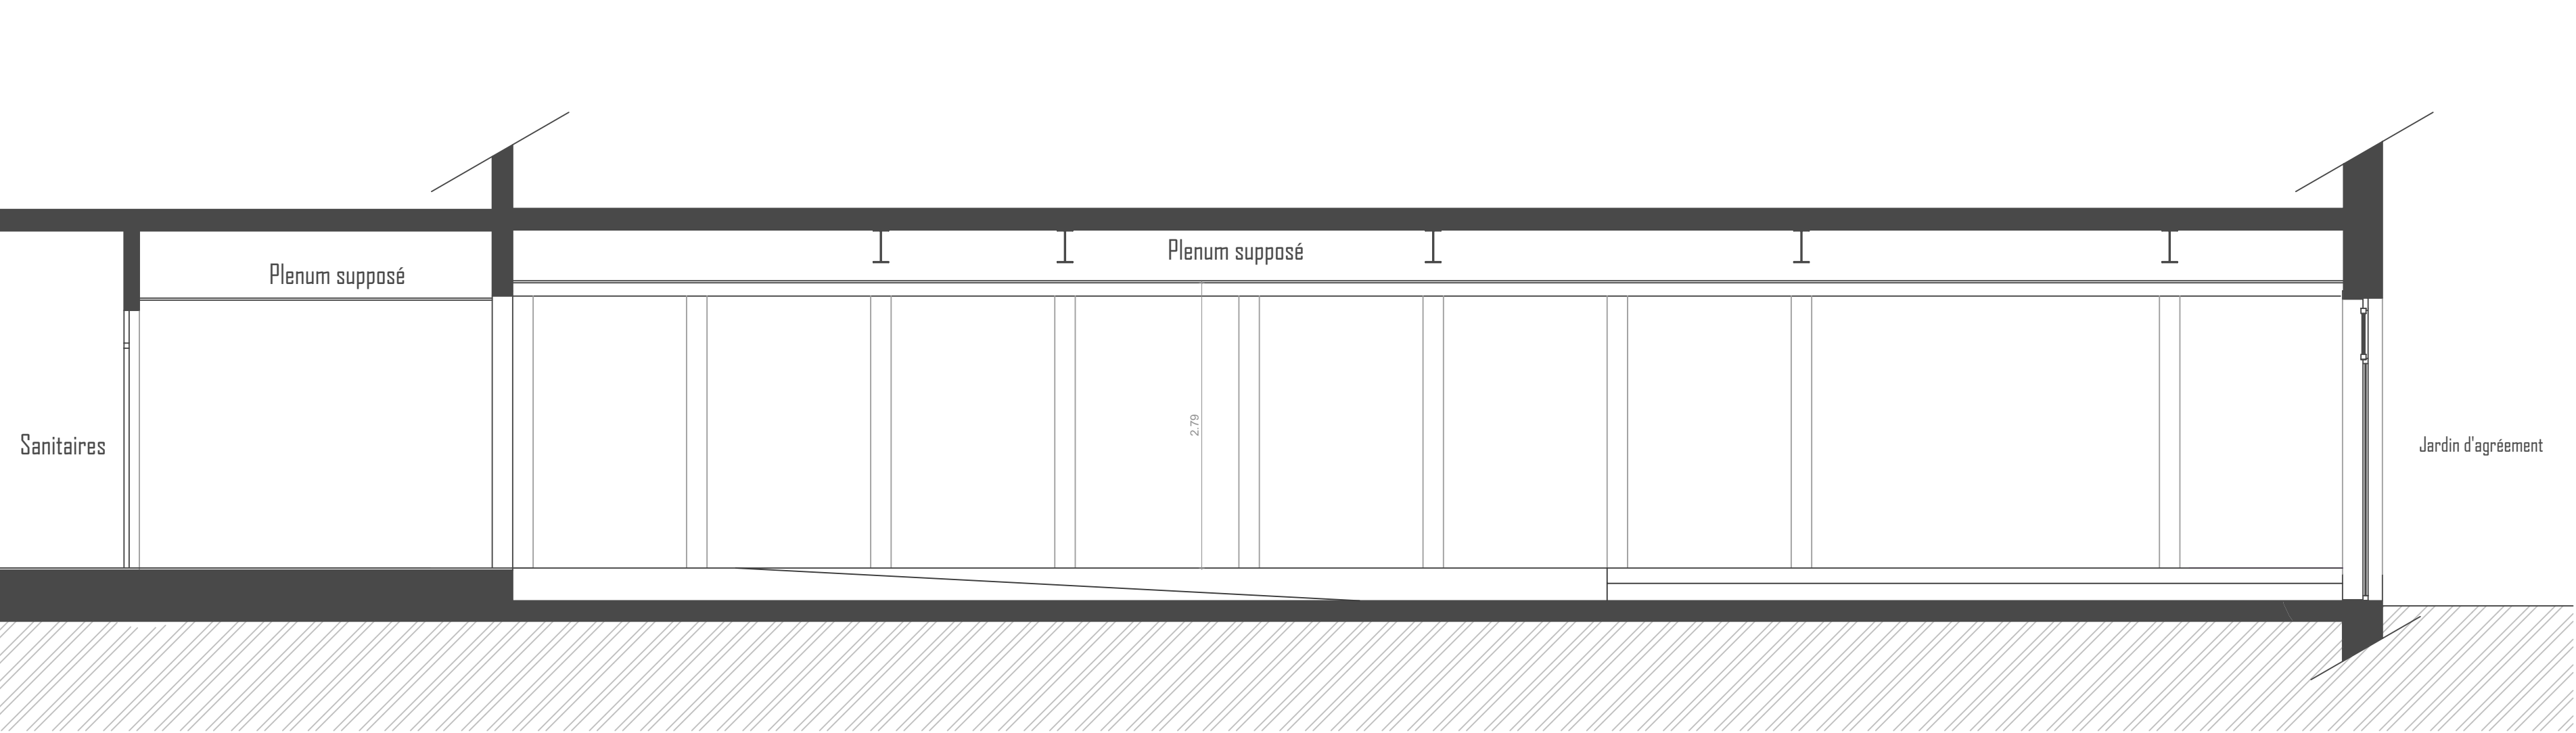 Plenum supposé
Plenum supposé
2.79
Sanitaires
Jardin d'agréement